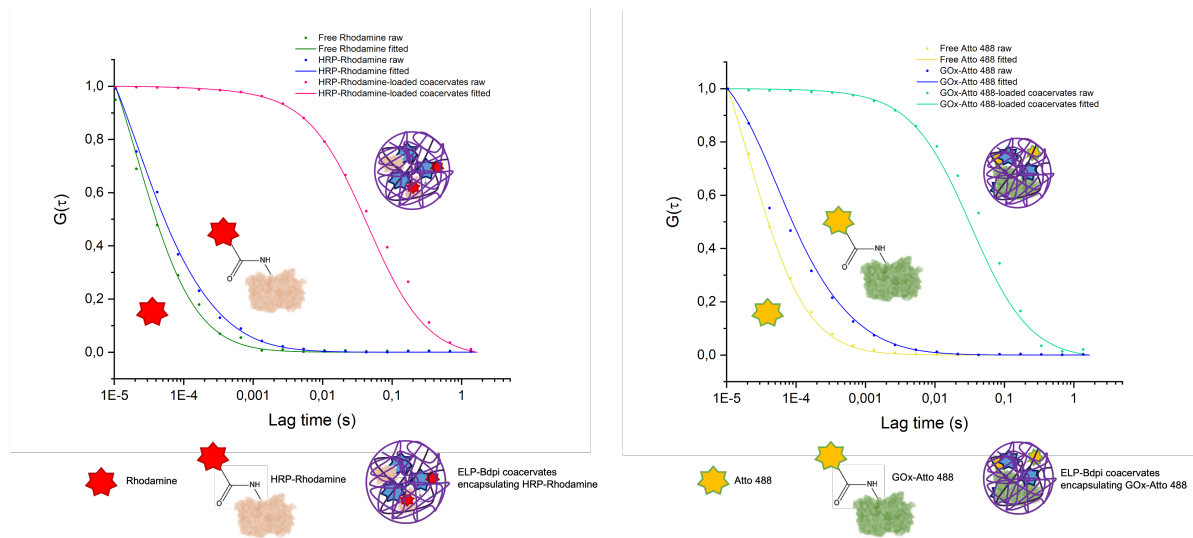 Free Rhodamine raw
Free Rhodamine fitted
HRP-Rhodamine raw
HRP-Rhodamine fitted
HRP-Rhodamine-loaded coacervates raw
HRP-Rhodamine-loaded coacervates fitted
G(τ)
1,0
0,8
0,6
0,4
0,2
0,0
O
NH
1E-5
1E-4
0,001
0,01
0,1
1
Lag time (s)
Rhodamine
O
NH
HRP-Rhodamine
ELP-Bdpi coacervates
encapsulating HRP-Rhodamine
Free Atto 488 raw
Free Atto 488 fitted
GOx-Atto 488 raw
GOx-Atto 488 fitted
GOx-Atto 488-loaded coacervates raw
GOx-Atto 488-loaded coacervates fitted
G(τ)
1,0
0,8
0,6
0,4
0,2
0,0
O
NH
1E-5
1E-4
0,001
0,01
0,1
1
Lag time (s)
Atto 488
O
NH
GOx-Atto 488
ELP-Bdpi coacervates
encapsulating GOx-Atto 488